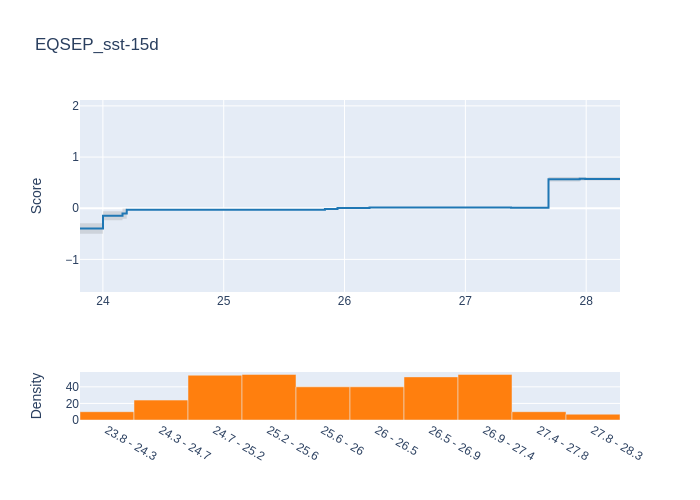 EQSEP_sst-15d
Score
2
1
0
−1
24
25
26
27
28
Density
40
20
0
23.8 - 24.3
24.3 - 24.7
24.7 - 25.2
25.2 - 25.6
25.6 - 26
26 - 26.5
26.5 - 26.9
26.9 - 27.4
27.4 - 27.8
27.8 - 28.3